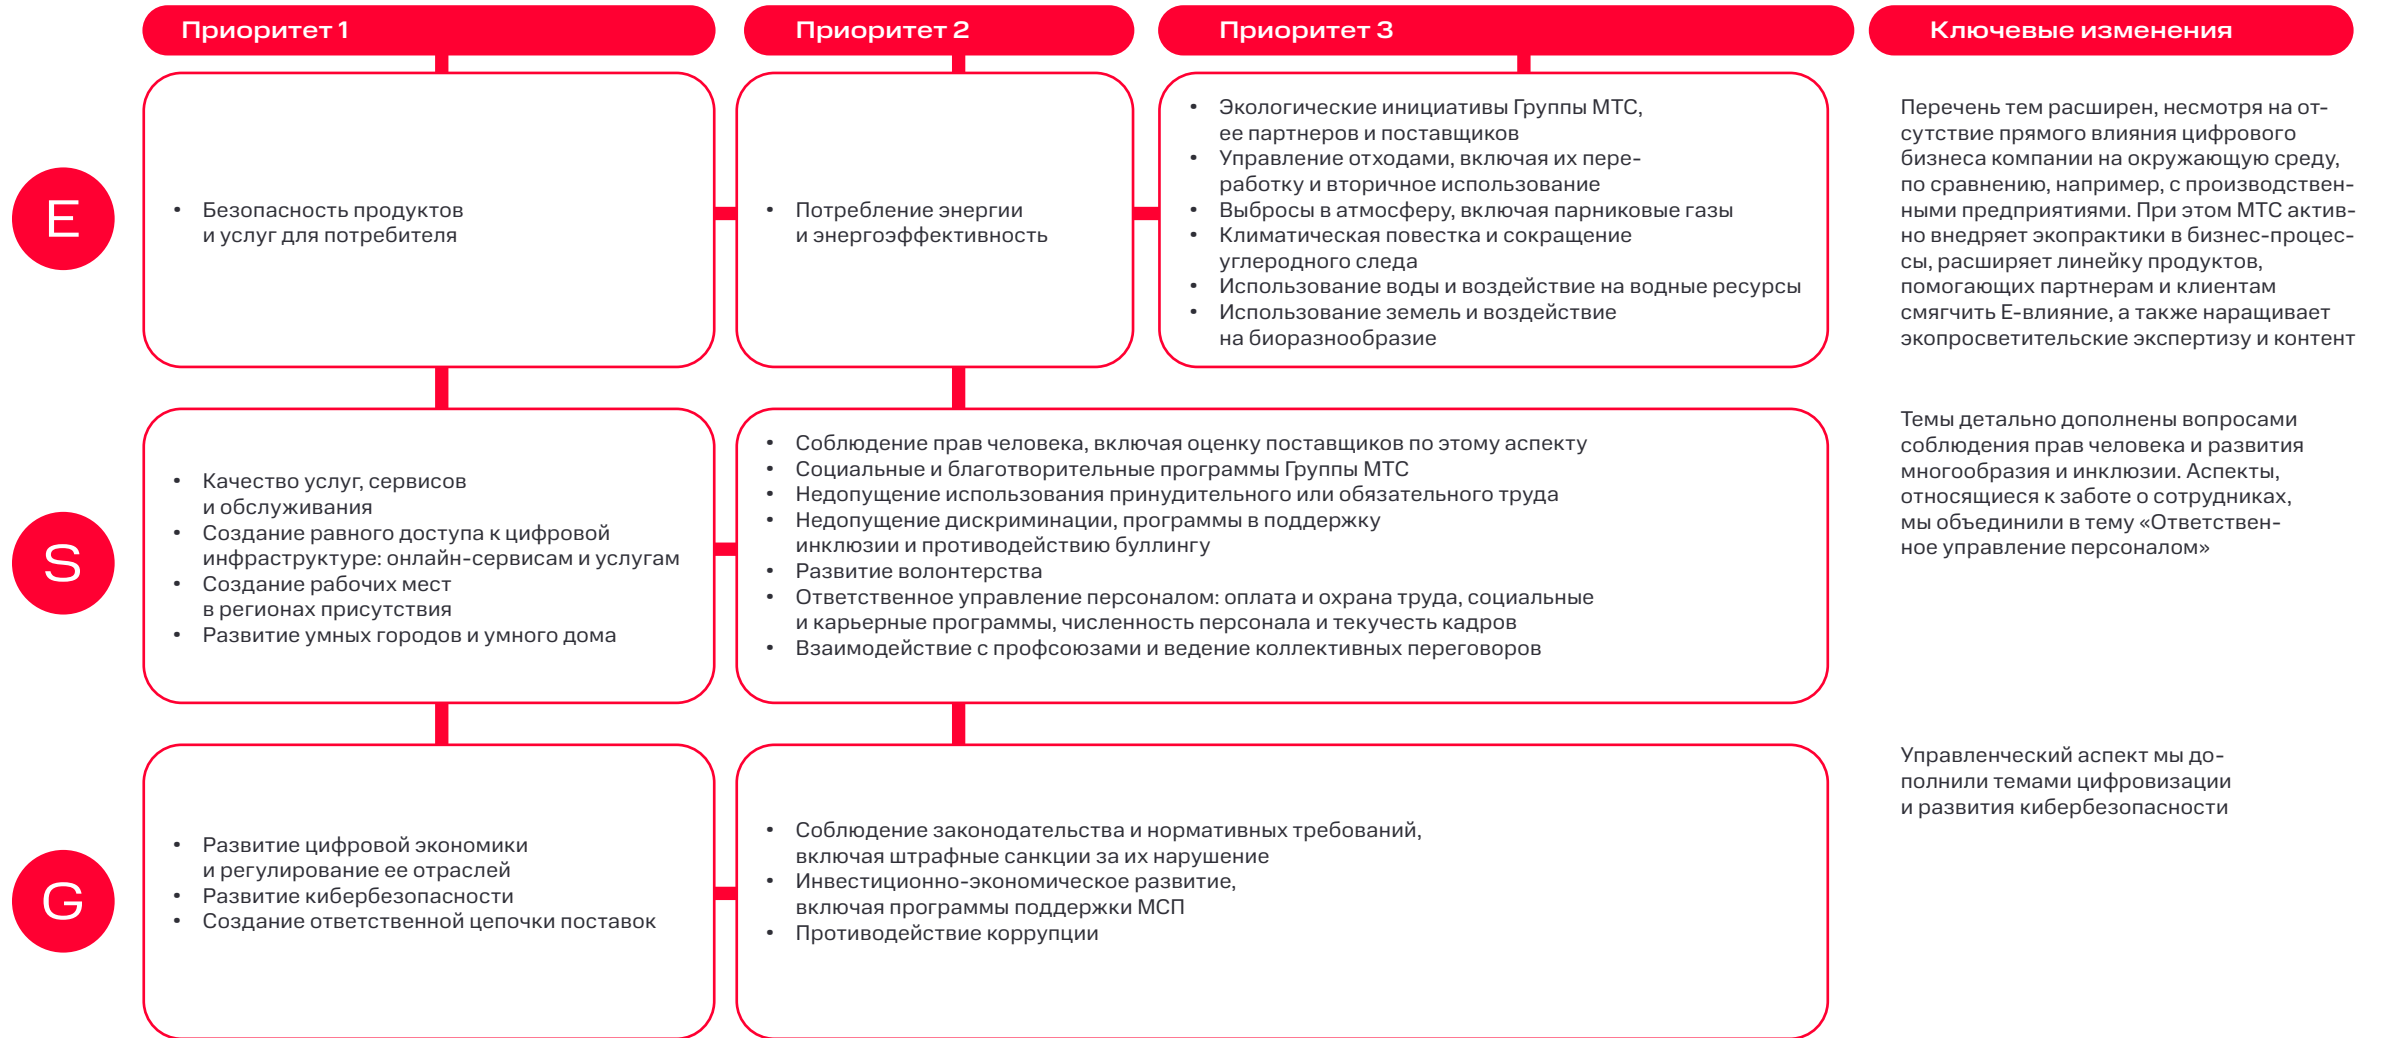 Приоритет 1
Приоритет 2
Приоритет 3
Ключевые изменения
E
• Безопасность продуктов
и услуг для потребителя
• Потребление энергии
и энергоэффективность
• Экологические инициативы Группы МТС,
ее партнеров и поставщиков
• Управление отходами, включая их пере-
работку и вторичное использование
• Выбросы в атмосферу, включая парниковые газы
• Климатическая повестка и сокращение
углеродного следа
• Использование воды и воздействие на водные ресурсы
• Использование земель и воздействие
на биоразнообразие
Перечень тем расширен, несмотря на от-
сутствие прямого влияния цифрового
бизнеса компании на окружающую среду,
по сравнению, например, с производствен-
ными предприятиями. При этом МТС актив-
но внедряет экопрактики в бизнес-процес-
сы, расширяет линейку продуктов,
помогающих партнерам и клиентам
смягчить E-влияние, а также наращивает
экопросветительские экспертизу и контент
S
• Качество услуг, сервисов
и обслуживания
• Создание равного доступа к цифровой
инфраструктуре: онлайн-сервисам и услугам
• Создание рабочих мест
в регионах присутствия
• Развитие умных городов и умного дома
• Соблюдение прав человека, включая оценку поставщиков по этому аспекту
• Социальные и благотворительные программы Группы МТС
• Недопущение использования принудительного или обязательного труда
• Недопущение дискриминации, программы в поддержку
инклюзии и противодействию буллингу
• Развитие волонтерства
• Ответственное управление персоналом: оплата и охрана труда, социальные
и карьерные программы, численность персонала и текучесть кадров
• Взаимодействие с профсоюзами и ведение коллективных переговоров
Темы детально дополнены вопросами
соблюдения прав человека и развития
многообразия и инклюзии. Аспекты,
относящиеся к заботе о сотрудниках,
мы объединили в тему «Ответствен-
ное управление персоналом»
G
• Развитие цифровой экономики
и регулирование ее отраслей
• Развитие кибербезопасности
• Создание ответственной цепочки поставок
• Соблюдение законодательства и нормативных требований,
включая штрафные санкции за их нарушение
• Инвестиционно-экономическое развитие,
включая программы поддержки МСП
• Противодействие коррупции
Управленческий аспект мы до-
полнили темами цифровизации
и развития кибербезопасности